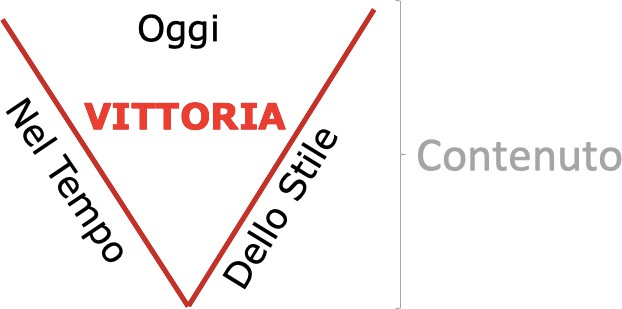 Oggi
VITTORIA
Nel Tempo
Dello Stile
Contenuto